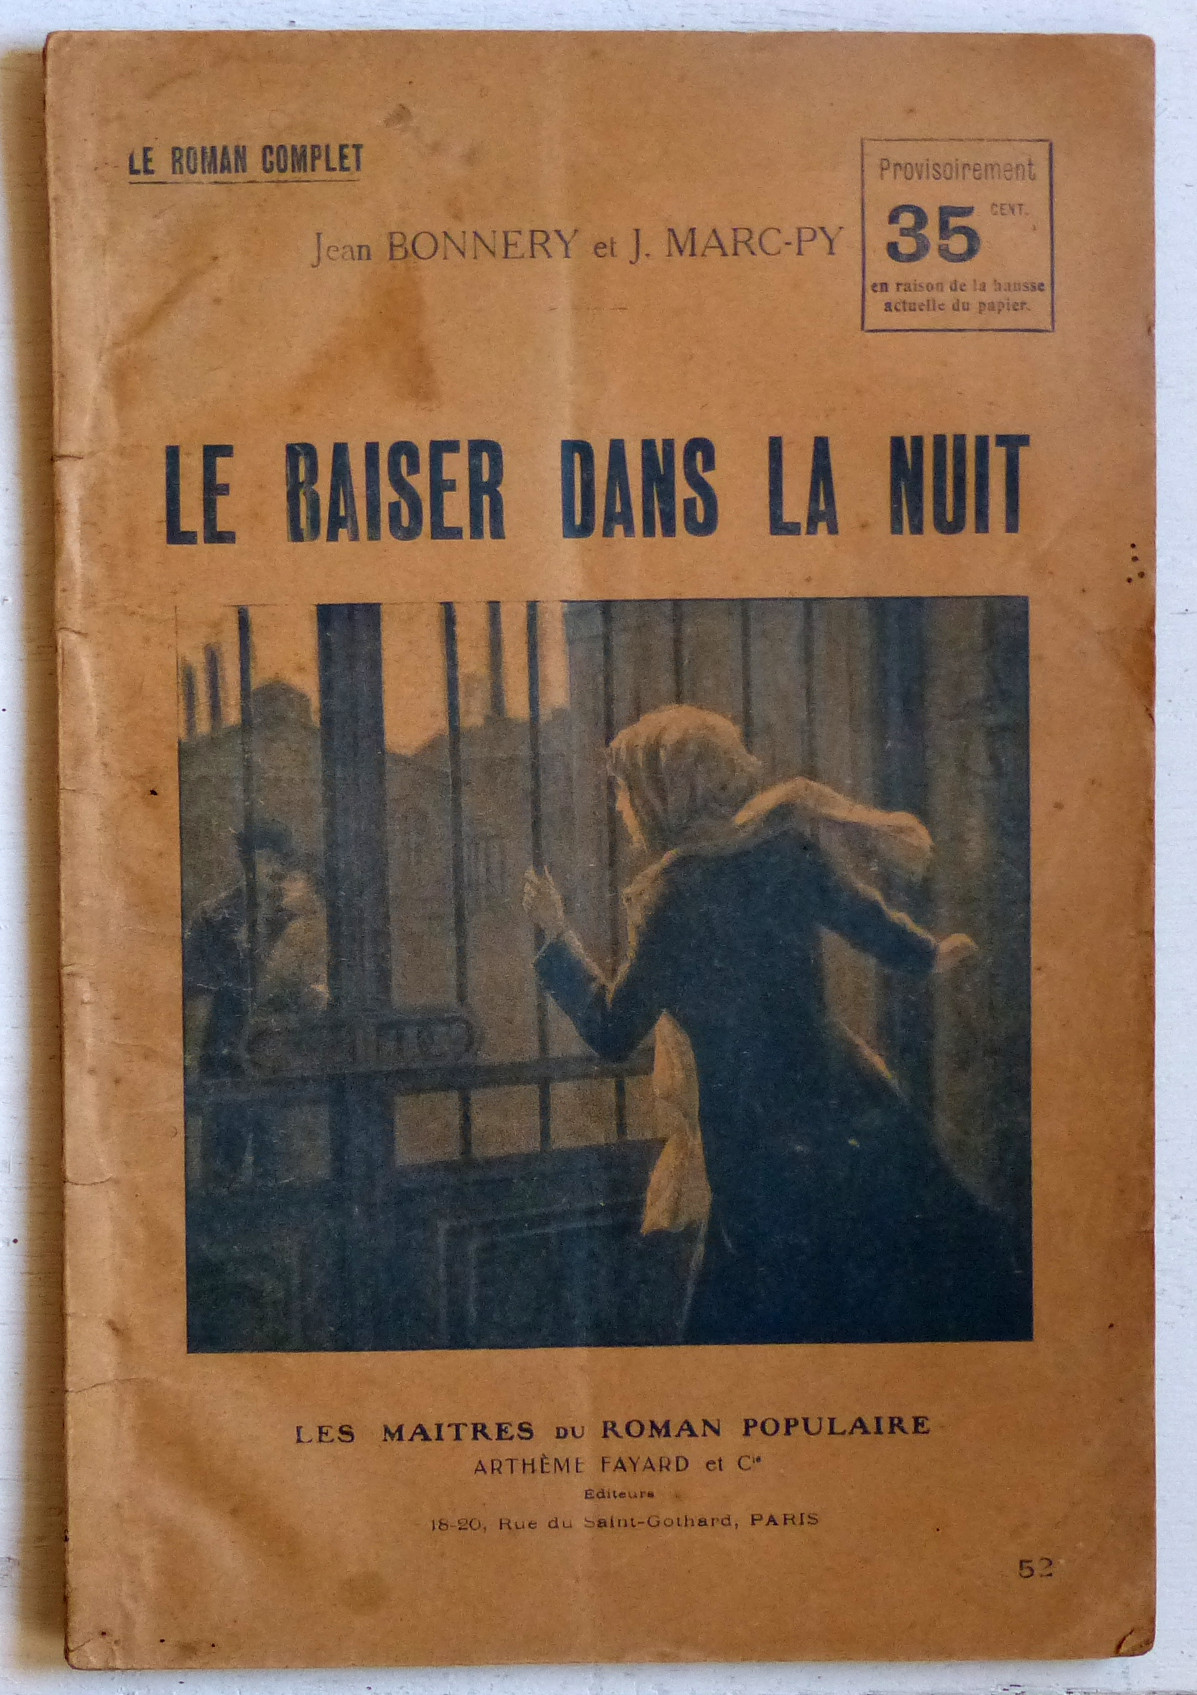 LE ROMAN COMPLET
Jean BONNERY et J. MARC-PY
Provisoirement
35 CENT.
en raison de la hausse
actuelle du papier.
LE BAISER DANS LA NUIT
LES MAITRES DU ROMAN POPULAIRE
ARTHÈME FAYARD et Cie
Éditeurs
18-20, Rue du Saint-Gothard, PARIS
52